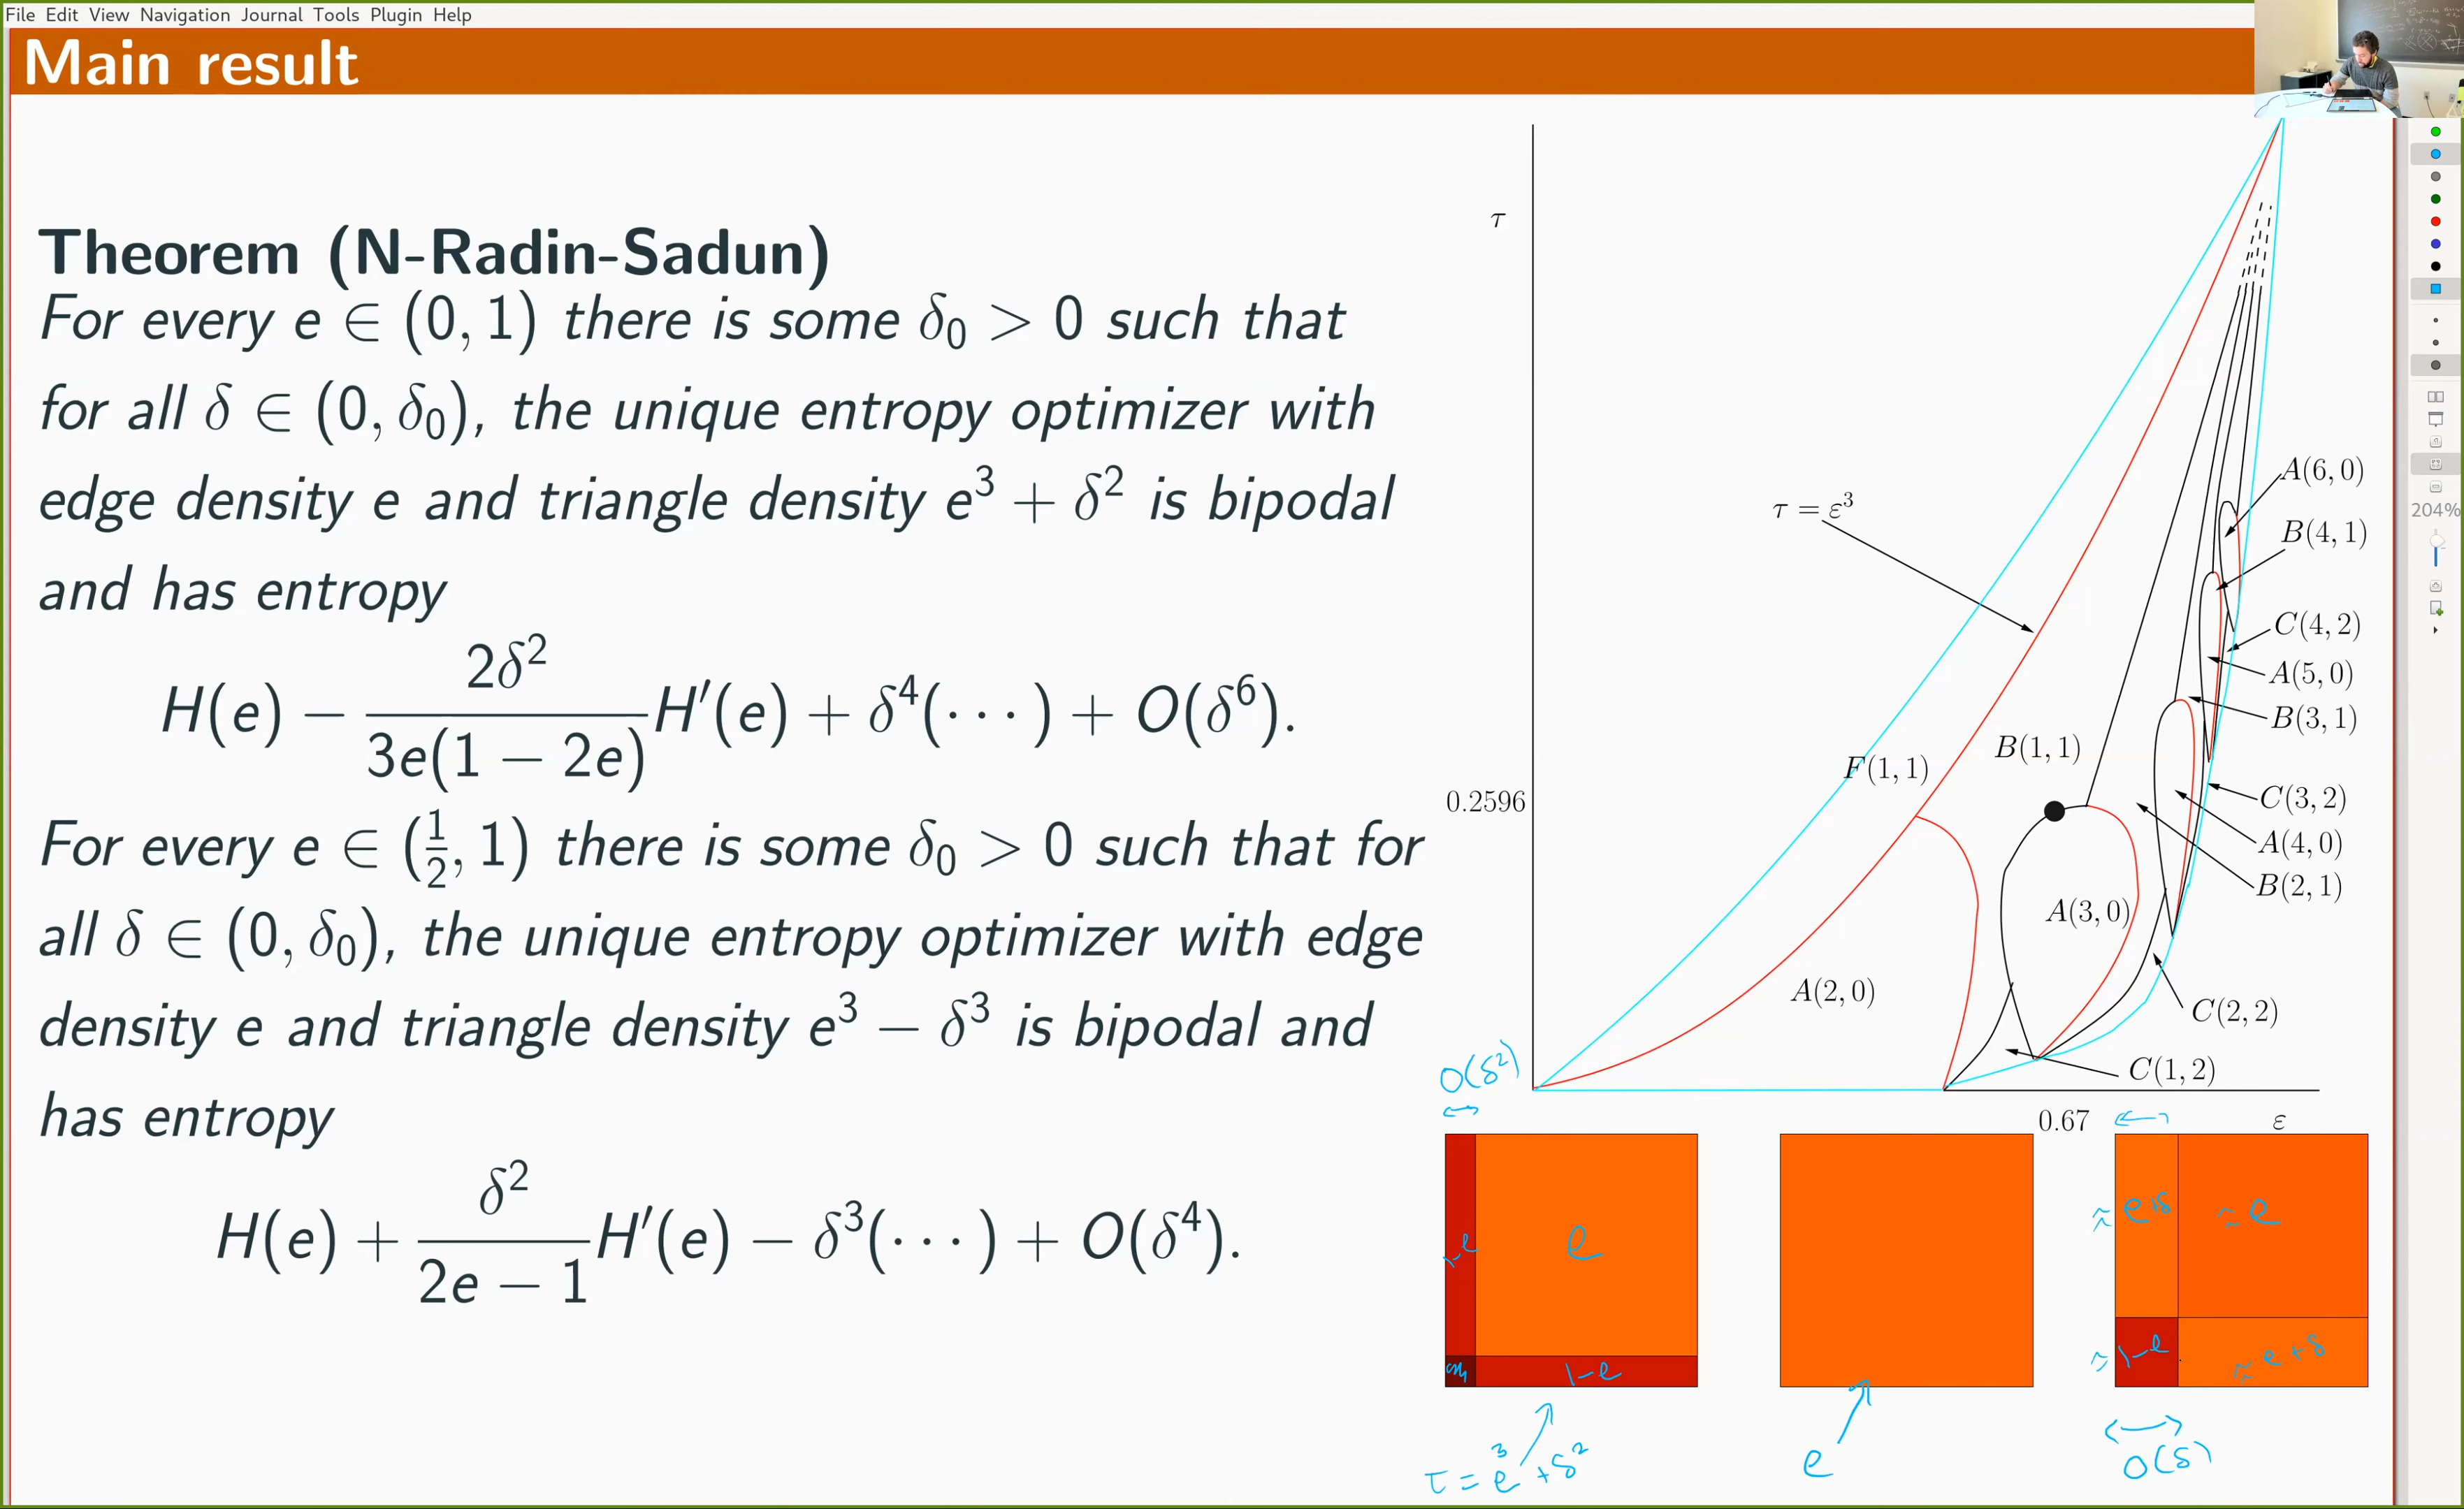 File Edit View Navigation Journal Tools Plugin Help
Main result
Theorem (N-Radin-Sadun)
For every e ∈ (0, 1) there is some δ₀ > 0 such that
for all δ ∈ (0, δ₀), the unique entropy optimizer with
edge density e and triangle density e³ + δ² is bipodal
and has entropy
H(e) − 2δ²/(3e(1 − 2e)) H′(e) + δ⁴(· · ·) + O(δ⁶).
For every e ∈ (1/2, 1) there is some δ₀ > 0 such that for
all δ ∈ (0, δ₀), the unique entropy optimizer with edge
density e and triangle density e³ − δ³ is bipodal and
has entropy
H(e) + δ²/(2e − 1) H′(e) − δ³(· · ·) + O(δ⁴).
τ
τ = ε³
0.2596
F(1, 1)
B(1, 1)
A(2, 0)
A(3, 0)
A(6, 0)
B(4, 1)
C(4, 2)
A(5, 0)
B(3, 1)
C(3, 2)
A(4, 0)
B(2, 1)
C(2, 2)
C(1, 2)
0.67
ε
204%
O(δ²)
1-e
e
1-e
τ = e³ + δ²
e
≈ e+δ
≈ e
≈ 1-e
≈ e+δ
O(δ)